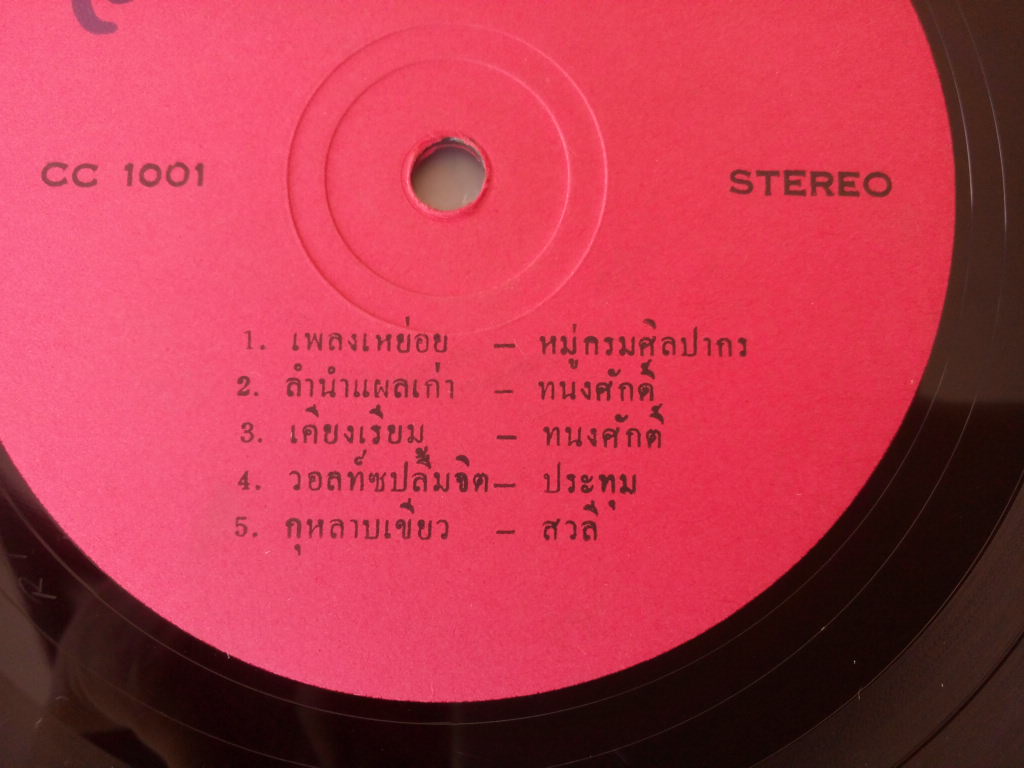 CC 1001
STEREO
1. เพลงเหย่อย – หมู่กรมศิลปากร
2. ลำนำแผลเก่า – ทนงศักดิ์
3. เคียงเรียม – ทนงศักดิ์
4. วอลท์ซปลื้มจิต – ประทุม
5. กุหลาบเขียว – สวลี